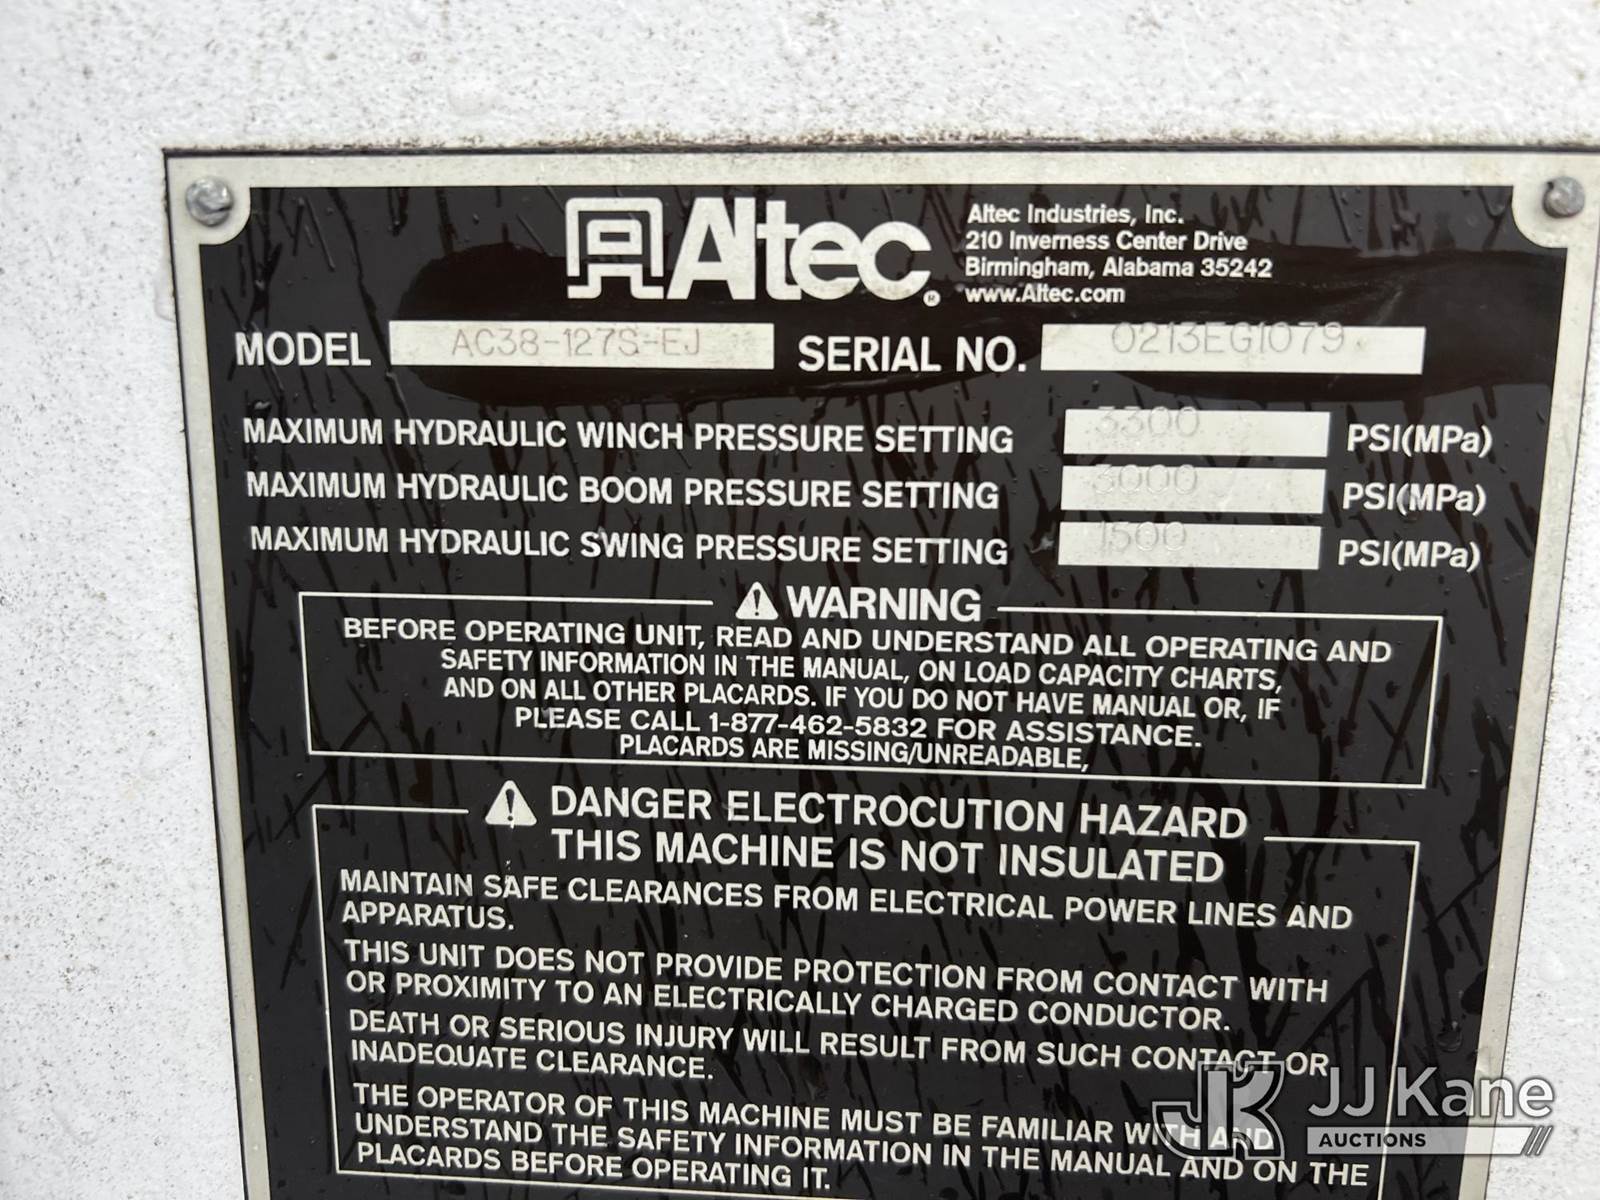 Altec®
Altec Industries, Inc.
210 Inverness Center Drive
Birmingham, Alabama 35242
www.Altec.com
MODEL AC38-127S-EJ SERIAL NO. 0213EG1079
MAXIMUM HYDRAULIC WINCH PRESSURE SETTING 3300 PSI(MPa)
MAXIMUM HYDRAULIC BOOM PRESSURE SETTING 3000 PSI(MPa)
MAXIMUM HYDRAULIC SWING PRESSURE SETTING 1500 PSI(MPa)
WARNING
BEFORE OPERATING UNIT, READ AND UNDERSTAND ALL OPERATING AND
SAFETY INFORMATION IN THE MANUAL, ON LOAD CAPACITY CHARTS,
AND ON ALL OTHER PLACARDS. IF YOU DO NOT HAVE MANUAL OR, IF
PLEASE CALL 1-877-462-5832 FOR ASSISTANCE.
PLACARDS ARE MISSING/UNREADABLE,
DANGER ELECTROCUTION HAZARD
THIS MACHINE IS NOT INSULATED
MAINTAIN SAFE CLEARANCES FROM ELECTRICAL POWER LINES AND
APPARATUS.
THIS UNIT DOES NOT PROVIDE PROTECTION FROM CONTACT WITH
OR PROXIMITY TO AN ELECTRICALLY CHARGED CONDUCTOR.
DEATH OR SERIOUS INJURY WILL RESULT FROM SUCH CONTACT OR
INADEQUATE CLEARANCE.
THE OPERATOR OF THIS MACHINE MUST BE FAMILIAR WITH AND
UNDERSTAND THE SAFETY INFORMATION IN THE MANUAL AND ON THE
PLACARDS BEFORE OPERATING IT.
JK JJ Kane
AUCTIONS